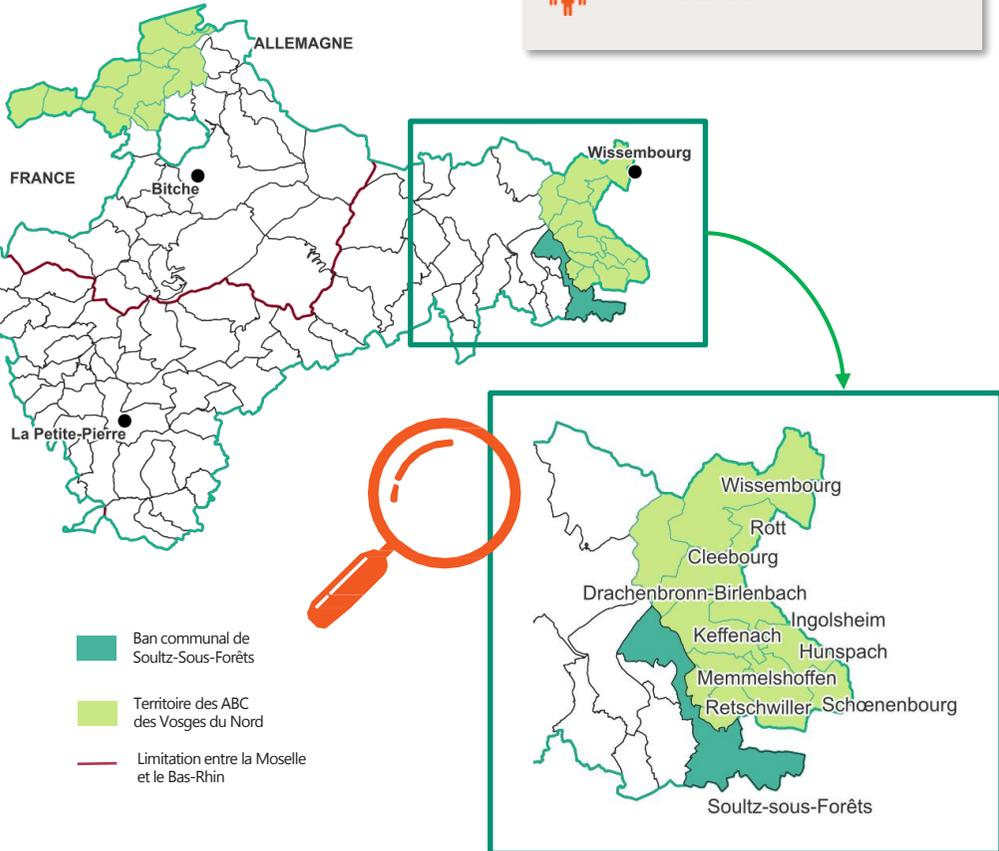 ALLEMAGNE
Wissembourg
FRANCE
Bitche
La Petite-Pierre
Wissembourg
Rott
Cleebourg
Drachenbronn-Birlenbach
Ingolsheim
Keffenach
Hunspach
Memmelshoffen
Retschwiller
Schœnenbourg
Soultz-sous-Forêts
Ban communal de
Soultz-Sous-Forêts
Territoire des ABC
des Vosges du Nord
Limitation entre la Moselle
et le Bas-Rhin